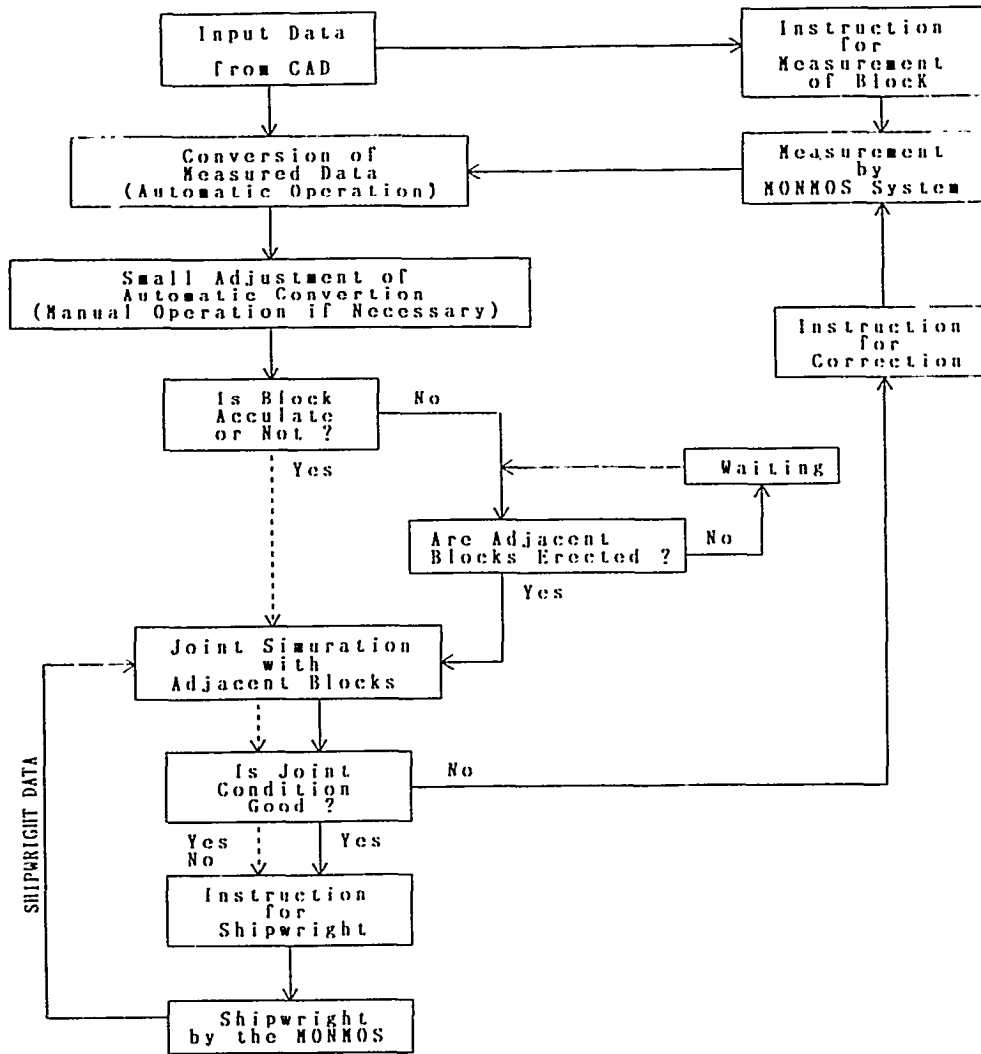 Input Data
from CAD
Instruction
for
Measurement
of BlocK
Conversion of
Measured Data
(Automatic Operation)
Measurement
by
MONMOS System
Small Adjustment of
Automatic Convertion
(Manual Operation if Necessary)
Instruction
for
Correction
Is Block
Acculate
or Not ?
No
Yes
Waiting
Are Adjacent
Blocks Erected ?
No
Yes
Joint Simuration
with
Adjacent Blocks
Is Joint
Condition
Good ?
No
Yes
No
Yes
SHIPWRIGHT DATA
Instruction
for
Shipwright
Shipwright
by the MONMOS